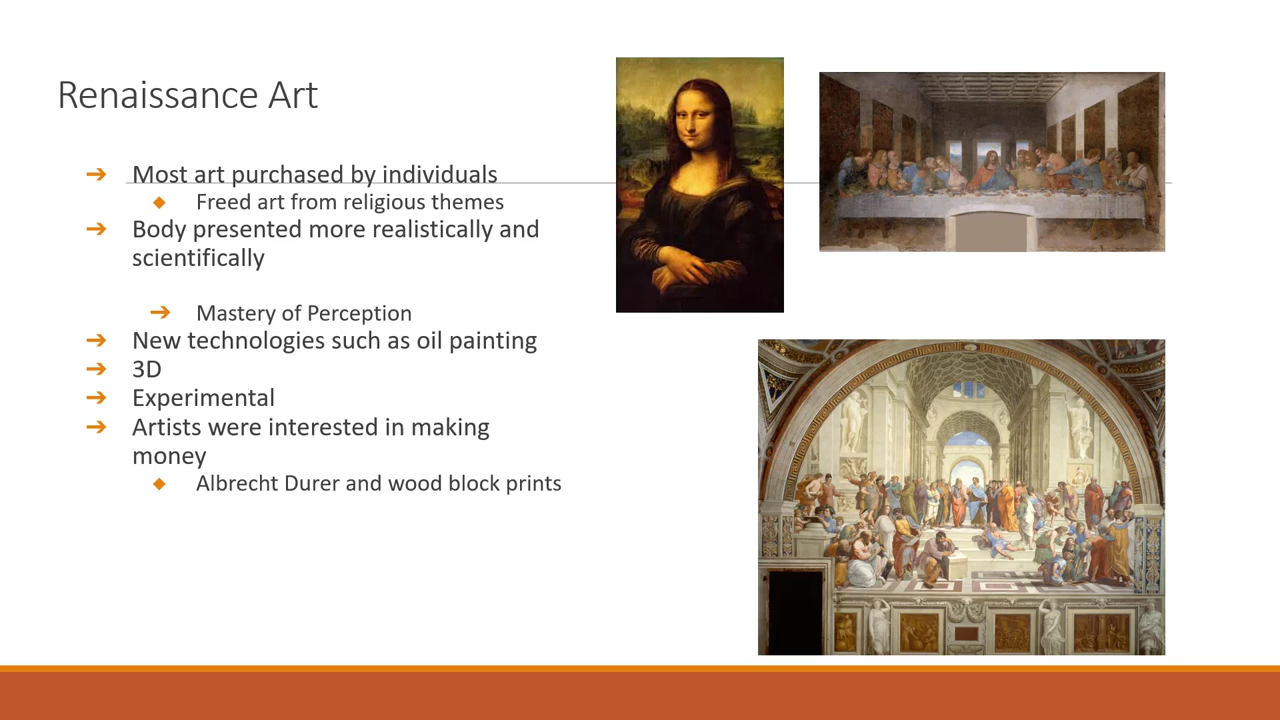 Renaissance Art
➔ Most art purchased by individuals
◆ Freed art from religious themes
➔ Body presented more realistically and
scientifically
➔ Mastery of Perception
➔ New technologies such as oil painting
➔ 3D
➔ Experimental
➔ Artists were interested in making
money
◆ Albrecht Durer and wood block prints